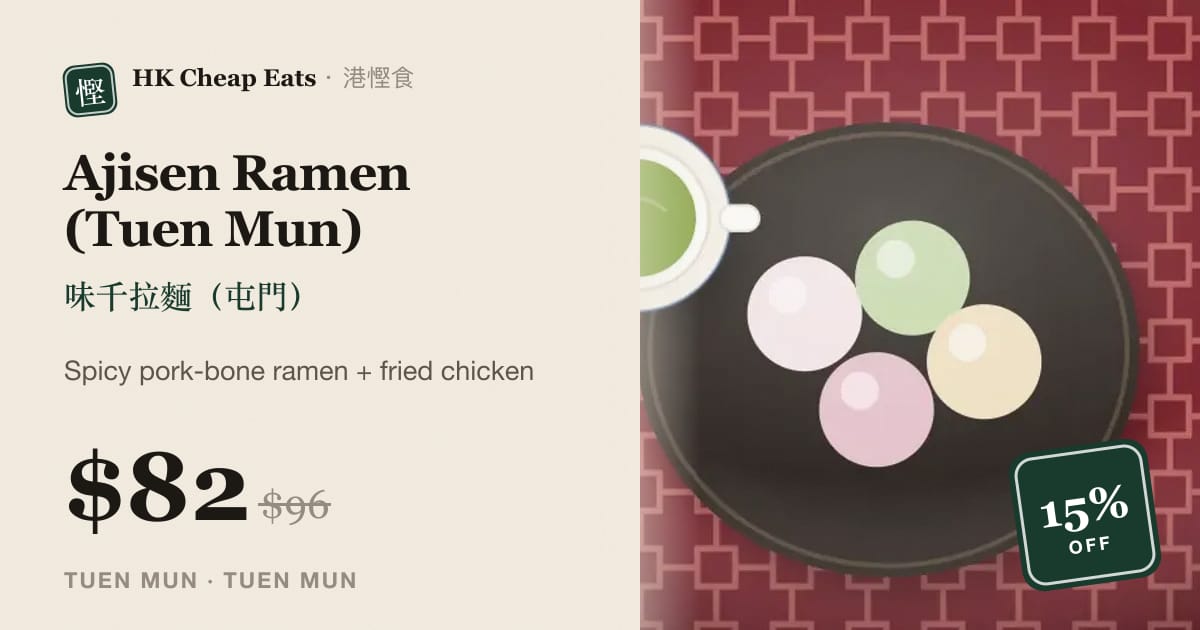 慳 HK Cheap Eats · 港慳食
Ajisen Ramen
(Tuen Mun)
味千拉麵（屯門）
Spicy pork-bone ramen + fried chicken
$82 $96
TUEN MUN · TUEN MUN
15%
OFF